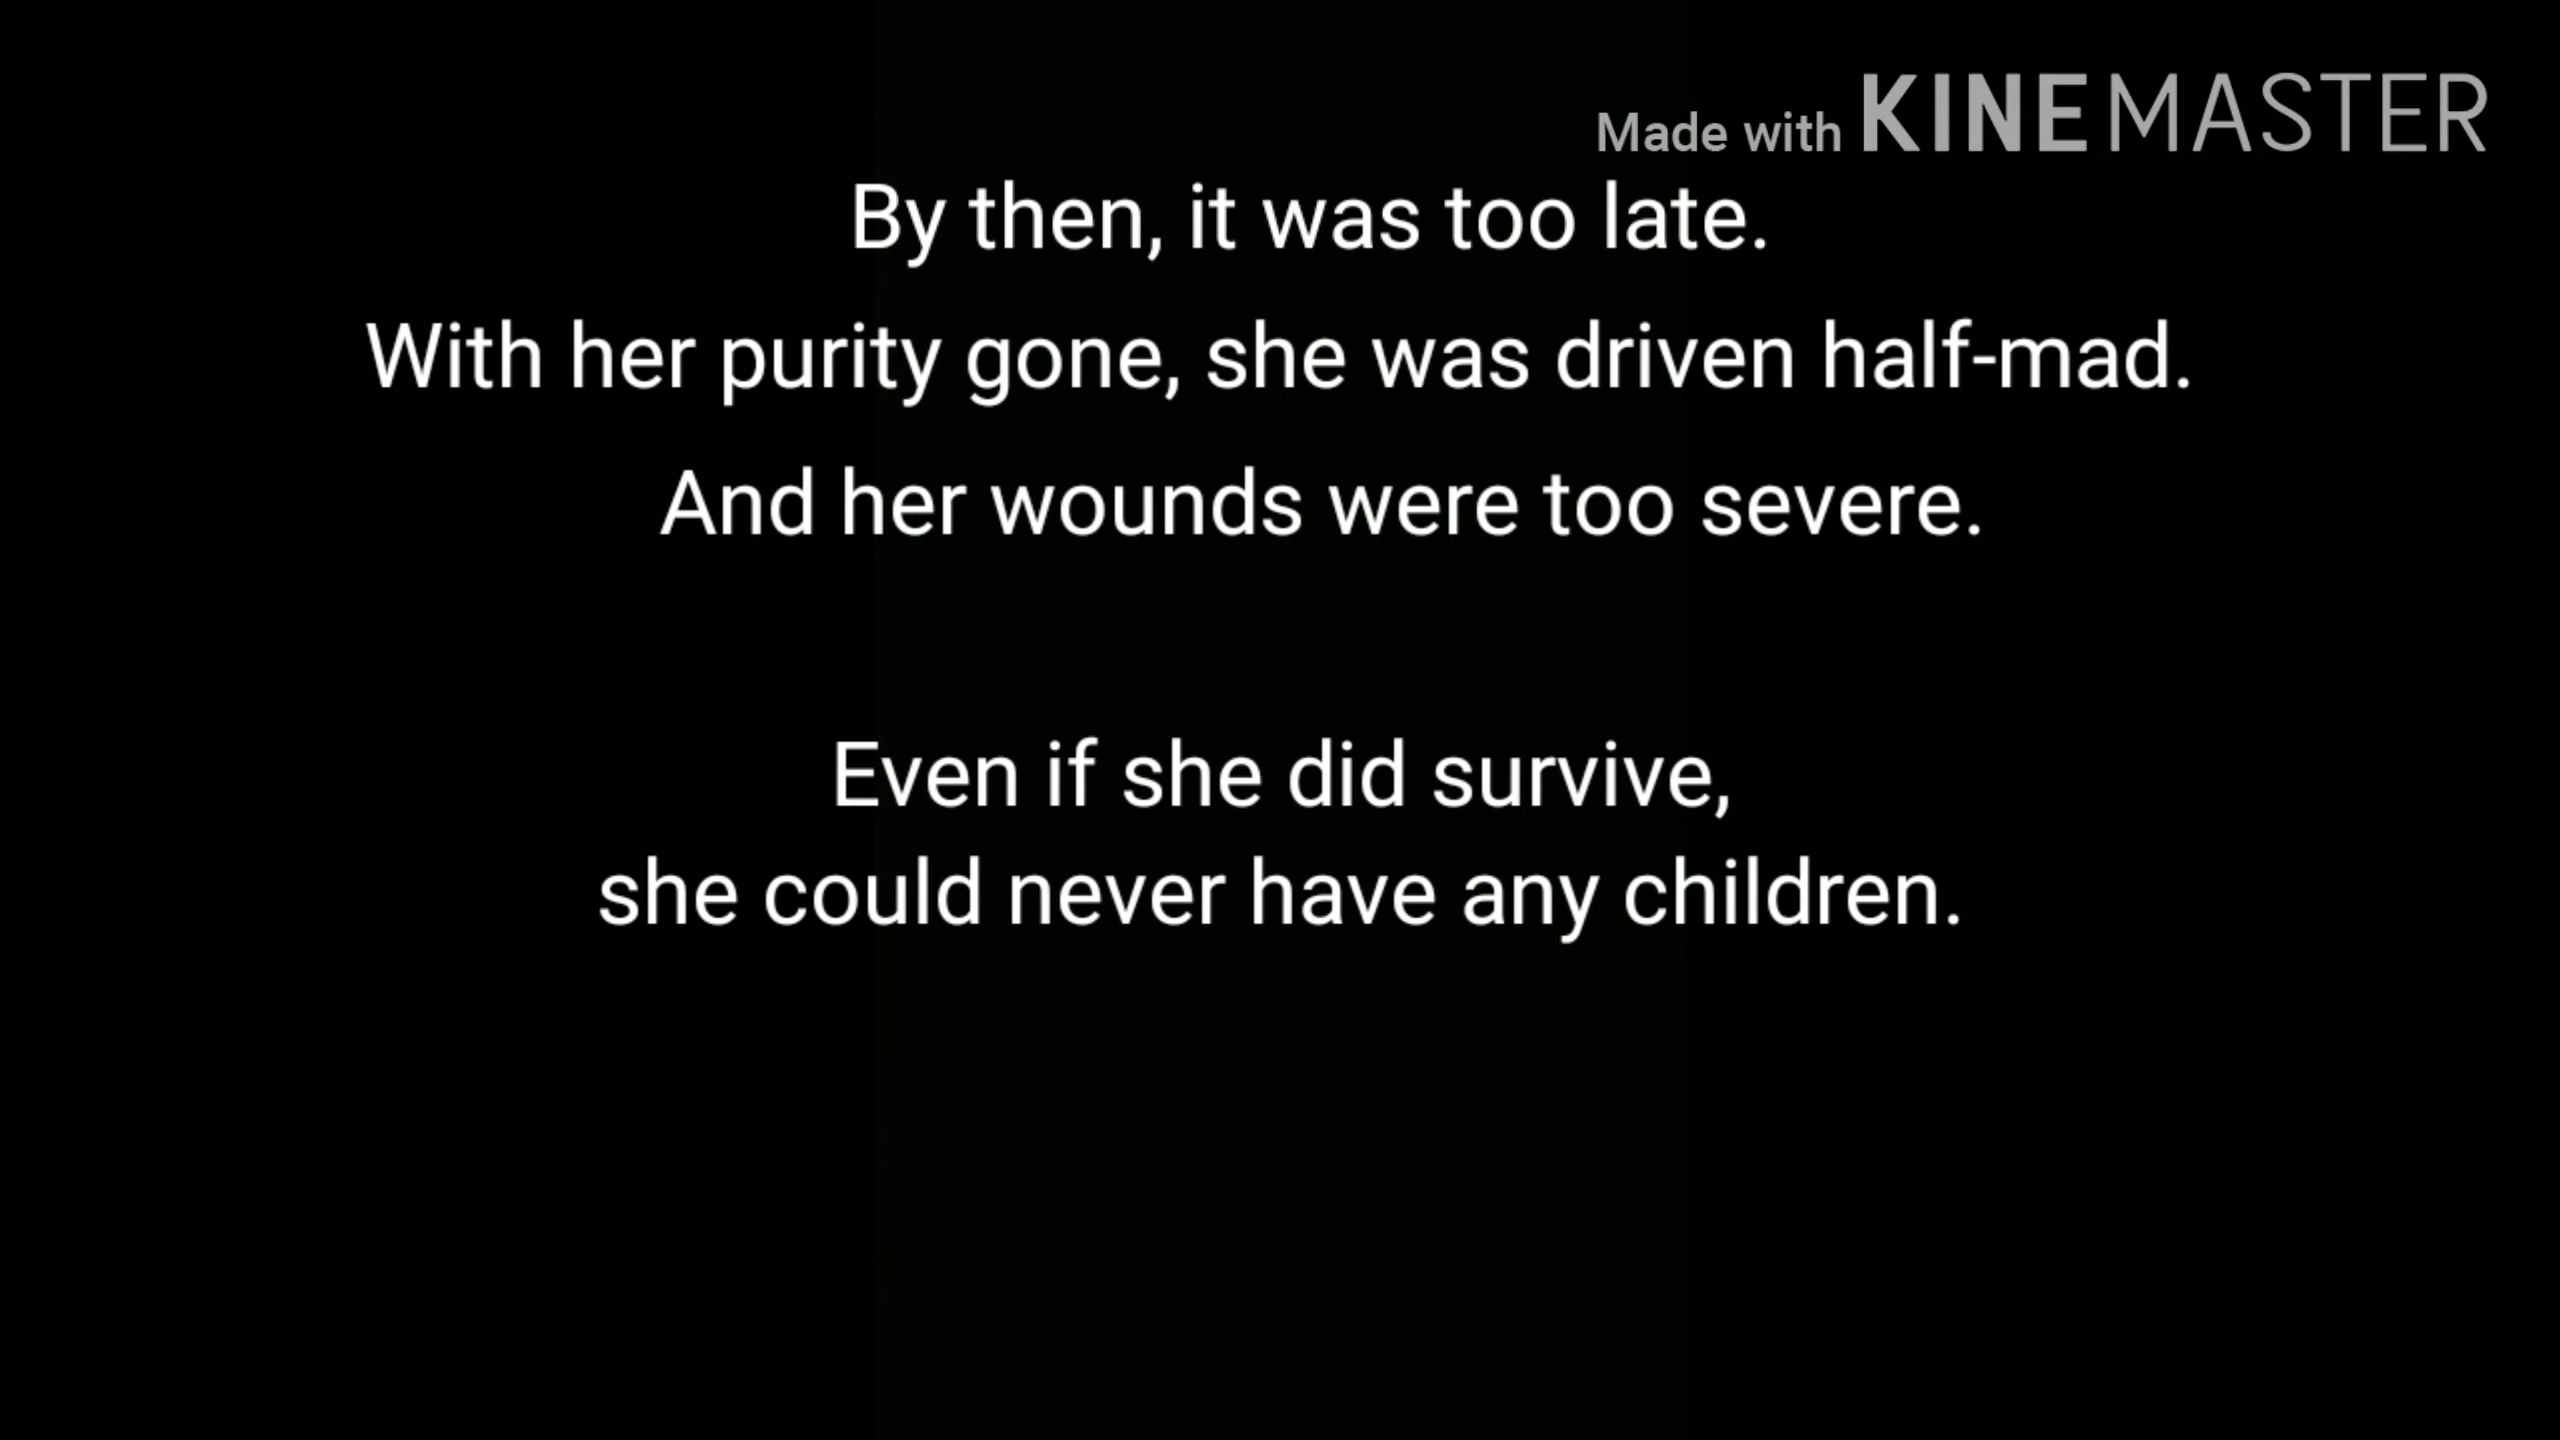 Made with KINEMASTER
By then, it was too late.
With her purity gone, she was driven half-mad.
And her wounds were too severe.
Even if she did survive,
she could never have any children.